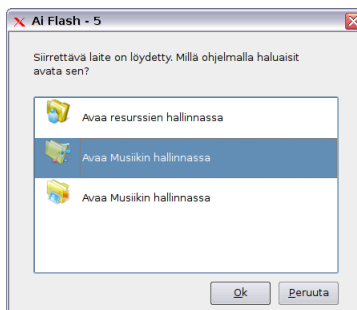 Ai Flash - 5
Siirrettävä laite on löydetty. Millä ohjelmalla haluaisit
avata sen?
Avaa resurssien hallinnassa
Avaa Musiikin hallinnassa
Avaa Musiikin hallinnassa
Ok
Peruuta